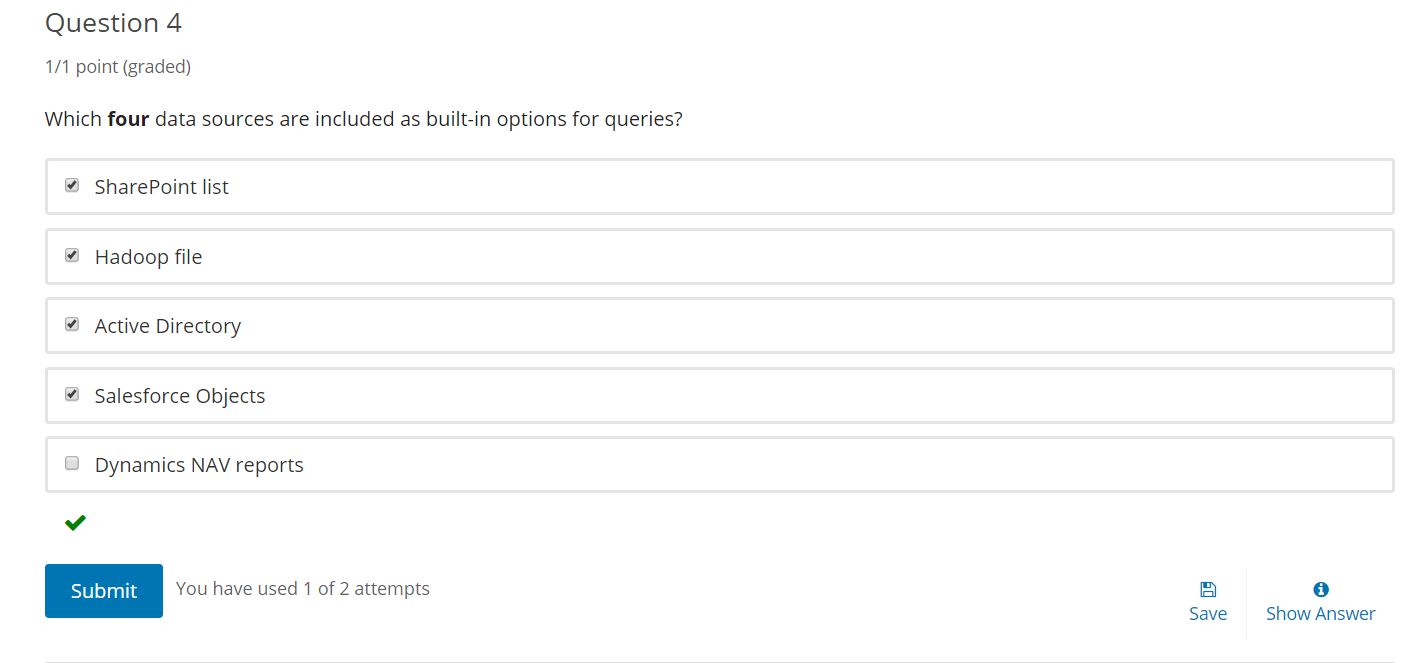 Question 4
1/1 point (graded)
Which four data sources are included as built-in options for queries?
SharePoint list
Hadoop file
Active Directory
Salesforce Objects
Dynamics NAV reports
Submit
You have used 1 of 2 attempts
Save
Show Answer